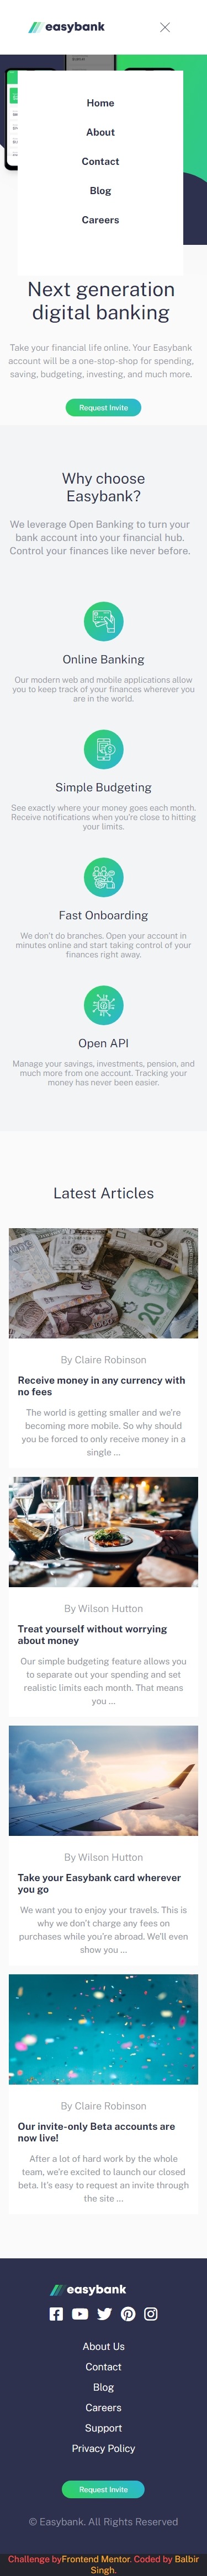 easybank
Home
About
Contact
Blog
Careers
Next generation
digital banking
Take your financial life online. Your Easybank
account will be a one-stop-shop for spending,
saving, budgeting, investing, and much more.
Request Invite
Why choose
Easybank?
We leverage Open Banking to turn your
bank account into your financial hub.
Control your finances like never before.
Online Banking
Our modern web and mobile applications allow
you to keep track of your finances wherever you
are in the world.
Simple Budgeting
See exactly where your money goes each month.
Receive notifications when you're close to hitting
your limits.
Fast Onboarding
We don't do branches. Open your account in
minutes online and start taking control of your
finances right away.
Open API
Manage your savings, investments, pension, and
much more from one account. Tracking your
money has never been easier.
Latest Articles
By Claire Robinson
Receive money in any currency with
no fees
The world is getting smaller and we're
becoming more mobile. So why should
you be forced to only receive money in a
single ...
By Wilson Hutton
Treat yourself without worrying
about money
Our simple budgeting feature allows you
to separate out your spending and set
realistic limits each month. That means
you ...
By Wilson Hutton
Take your Easybank card wherever
you go
We want you to enjoy your travels. This is
why we don't charge any fees on
purchases while you're abroad. We'll even
show you ...
By Claire Robinson
Our invite-only Beta accounts are
now live!
After a lot of hard work by the whole
team, we're excited to launch our closed
beta. It's easy to request an invite through
the site ...
easybank
About Us
Contact
Blog
Careers
Support
Privacy Policy
Request Invite
© Easybank. All Rights Reserved
Challenge byFrontend Mentor. Coded by Balbir
Singh.